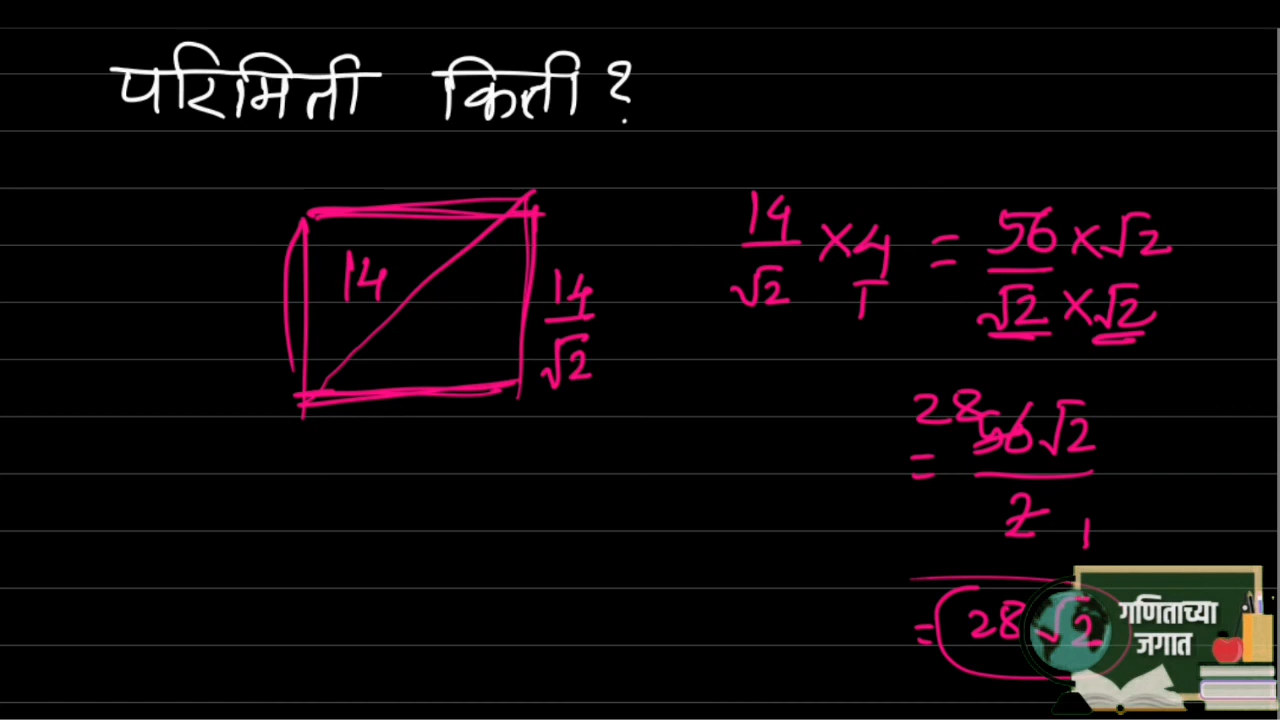 परिमिती किती?
14
14/√2
14/√2 × 4/1 = 56 × √2 / √2 × √2
= 28 56√2 / 2 1
= 28√2
गणिताच्या
जगात